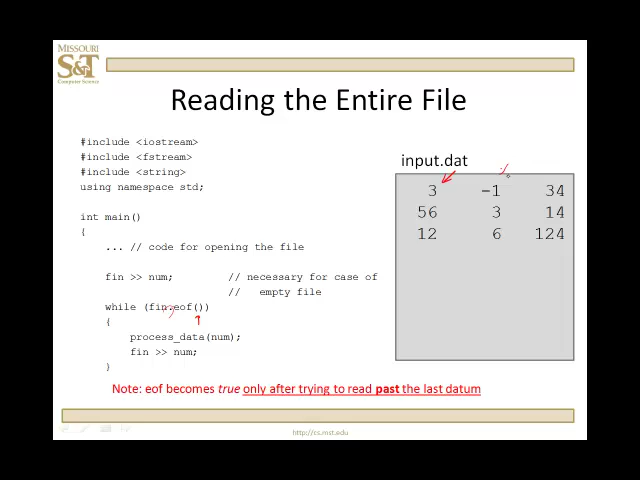 MISSOURI
S&T
Computer Science
Reading the Entire File
#include <iostream>
#include <fstream>
#include <string>
using namespace std;
int main()
{
... // code for opening the file
fin >> num; // necessary for case of
// empty file
while (fin eof())
{
process_data(num);
fin >> num;
}
input.dat
3 -1 34
56 3 14
12 6 124
Note: eof becomes true only after trying to read past the last datum
http://cs.mst.edu